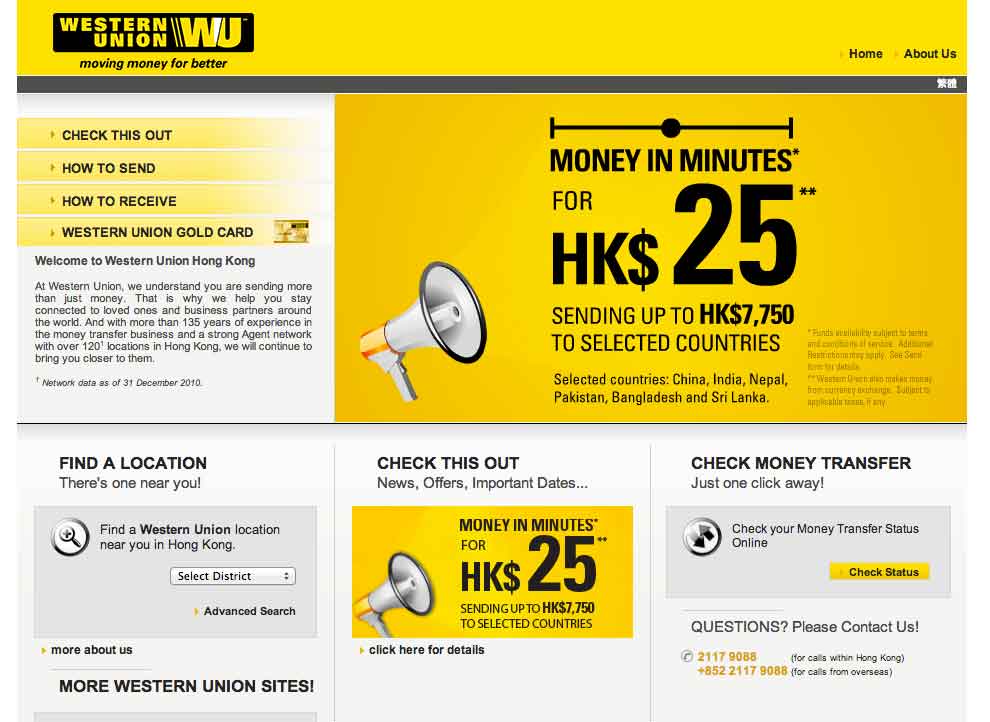 WESTERN UNION WU
moving money for better
Home
About Us
繁體
CHECK THIS OUT
HOW TO SEND
HOW TO RECEIVE
WESTERN UNION GOLD CARD
Welcome to Western Union Hong Kong
At Western Union, we understand you are sending more
than just money. That is why we help you stay
connected to loved ones and business partners around
the world. And with more than 135 years of experience in
the money transfer business and a strong Agent network
with over 120† locations in Hong Kong, we will continue to
bring you closer to them.
† Network data as of 31 December 2010.
MONEY IN MINUTES*
FOR
HK$ 25**
SENDING UP TO HK$7,750
TO SELECTED COUNTRIES
Selected countries: China, India, Nepal,
Pakistan, Bangladesh and Sri Lanka.
* Funds availability subject to terms
and conditions of service. Additional
Restrictions may apply. See Send
form for details.
** Western Union also makes money
from currency exchange. Subject to
applicable taxes, if any.
FIND A LOCATION
There's one near you!
Find a Western Union location
near you in Hong Kong.
Select District
Advanced Search
more about us
MORE WESTERN UNION SITES!
CHECK THIS OUT
News, Offers, Important Dates...
MONEY IN MINUTES*
FOR
HK$ 25**
SENDING UP TO HK$7,750
TO SELECTED COUNTRIES
click here for details
CHECK MONEY TRANSFER
Just one click away!
Check your Money Transfer Status
Online
Check Status
QUESTIONS? Please Contact Us!
2117 9088 (for calls within Hong Kong)
+852 2117 9088 (for calls from overseas)